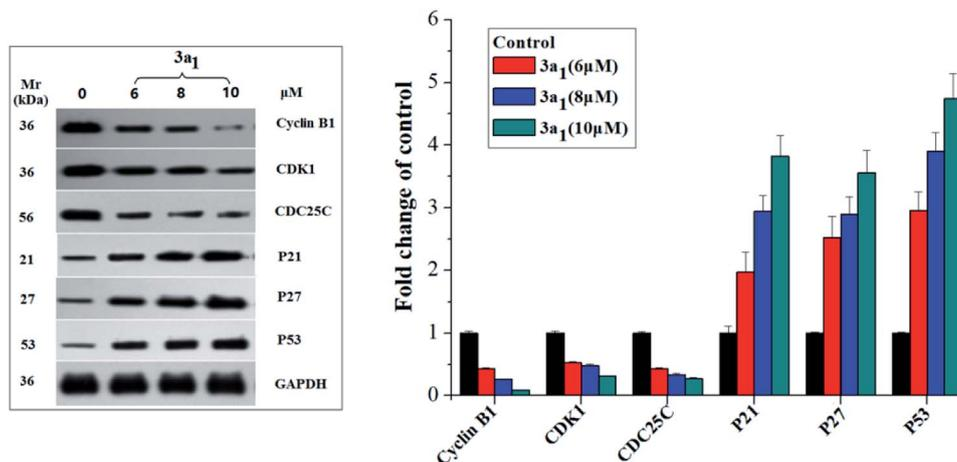 3a1
Mr
(kDa)
0 6 8 10 µM
36 Cyclin B1
36 CDK1
56 CDC25C
21 P21
27 P27
53 P53
36 GAPDH
Fold change of control
6
5
4
3
2
1
0
Control
3a1(6µM)
3a1(8µM)
3a1(10µM)
Cyclin B1
CDK1
CDC25C
P21
P27
P53